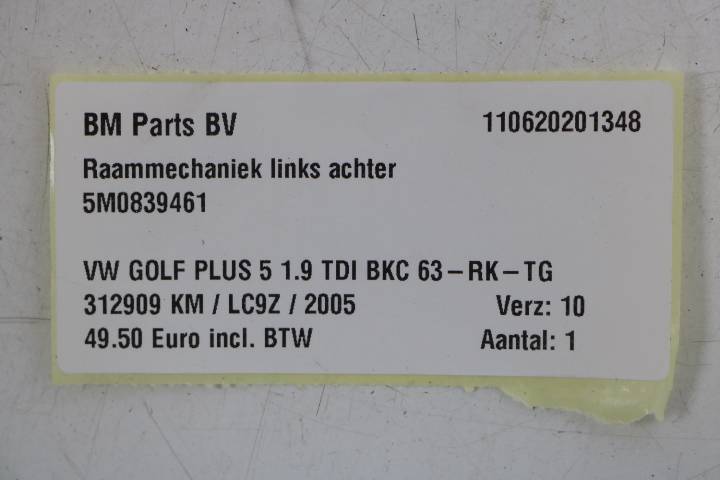 BM Parts BV 110620201348
Raammechaniek links achter
5M0839461
VW GOLF PLUS 5 1.9 TDI BKC 63-RK-TG
312909 KM / LC9Z / 2005 Verz: 10
49.50 Euro incl. BTW Aantal: 1